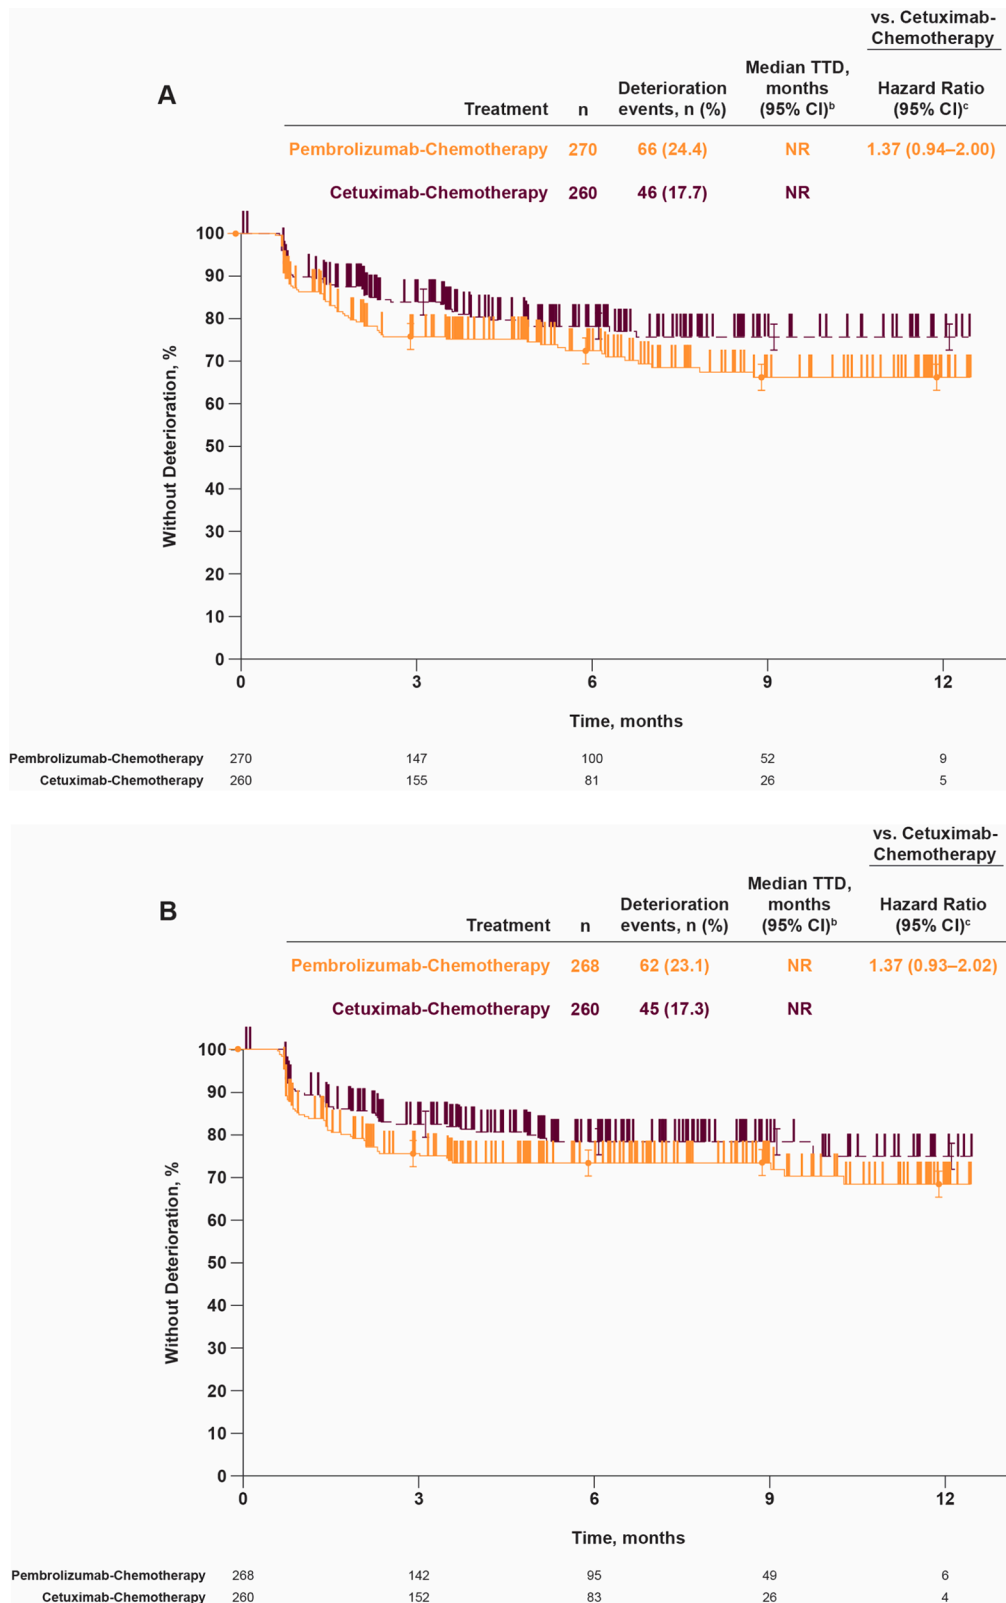 vs. Cetuximab-
Chemotherapy
A
Treatment n Deterioration events, n (%) Median TTD, months (95% CI)ᵇ Hazard Ratio (95% CI)ᶜ
Pembrolizumab-Chemotherapy 270 66 (24.4) NR 1.37 (0.94–2.00)
Cetuximab-Chemotherapy 260 46 (17.7) NR
Without Deterioration, %
100
90
80
70
60
50
40
30
20
10
0
0 3 6 9 12
Time, months
Pembrolizumab-Chemotherapy 270 147 100 52 9
Cetuximab-Chemotherapy 260 155 81 26 5
vs. Cetuximab-
Chemotherapy
B
Treatment n Deterioration events, n (%) Median TTD, months (95% CI)ᵇ Hazard Ratio (95% CI)ᶜ
Pembrolizumab-Chemotherapy 268 62 (23.1) NR 1.37 (0.93–2.02)
Cetuximab-Chemotherapy 260 45 (17.3) NR
Without Deterioration, %
100
90
80
70
60
50
40
30
20
10
0
0 3 6 9 12
Time, months
Pembrolizumab-Chemotherapy 268 142 95 49 6
Cetuximab-Chemotherapy 260 152 83 26 4